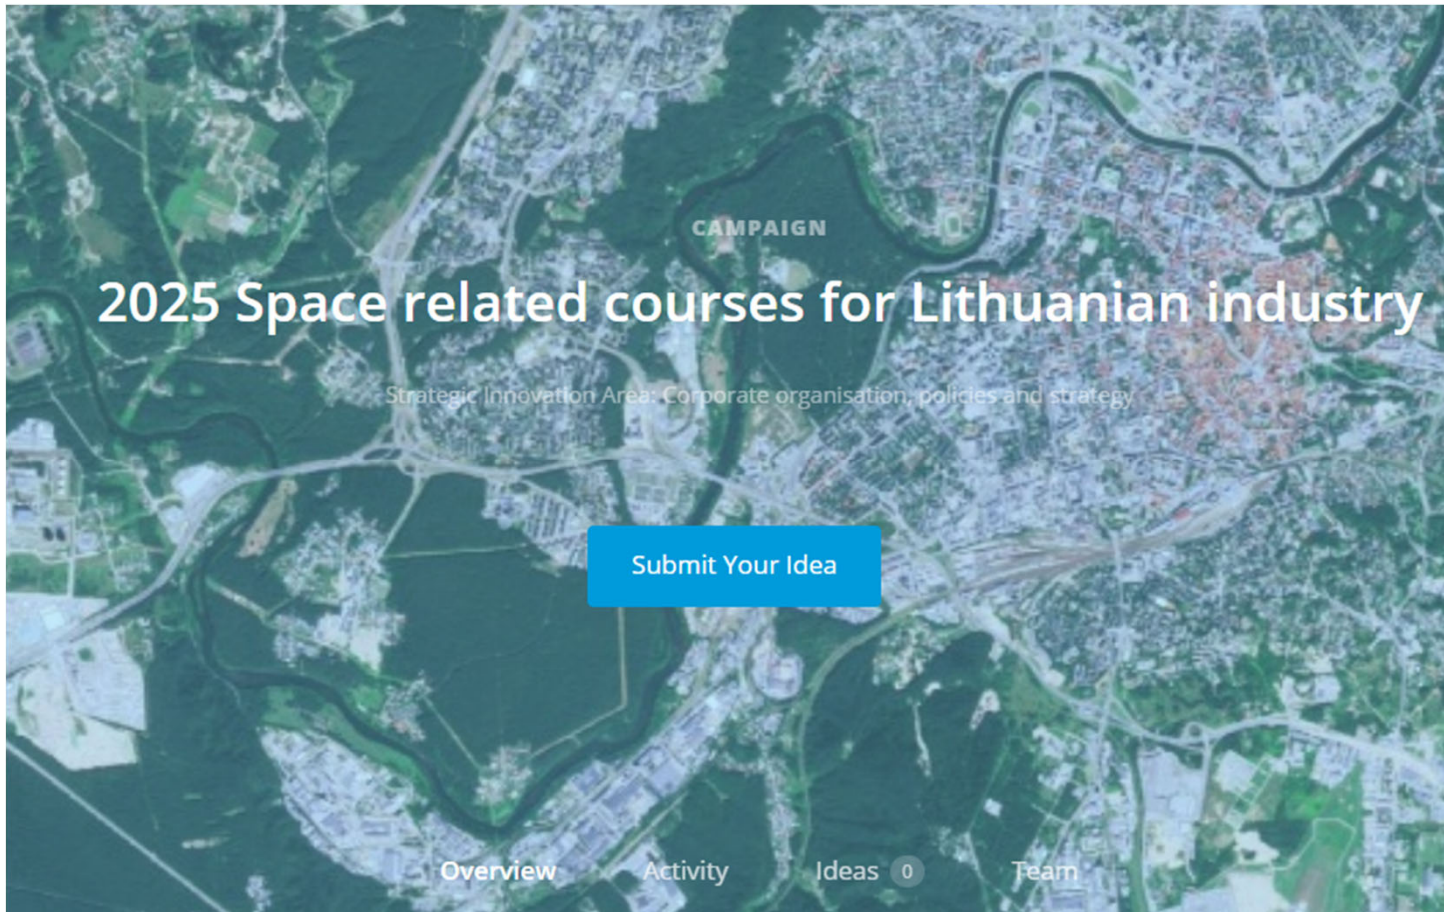 CAMPAIGN
2025 Space related courses for Lithuanian industry
Strategic Innovation Area: Corporate organisation, policies and strategy
Submit Your Idea
Overview Activity Ideas 0 Team